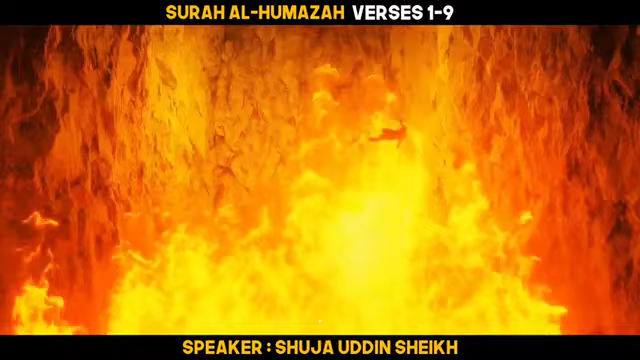 SURAH AL-HUMAZAH VERSES 1-9
SPEAKER : SHUJA UDDIN SHEIKH